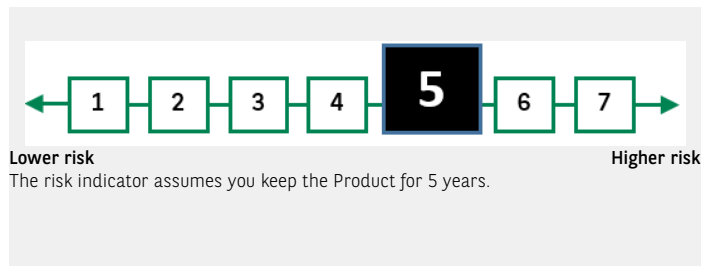 1 2 3 4 5 6 7
Lower risk Higher risk
The risk indicator assumes you keep the Product for 5 years.